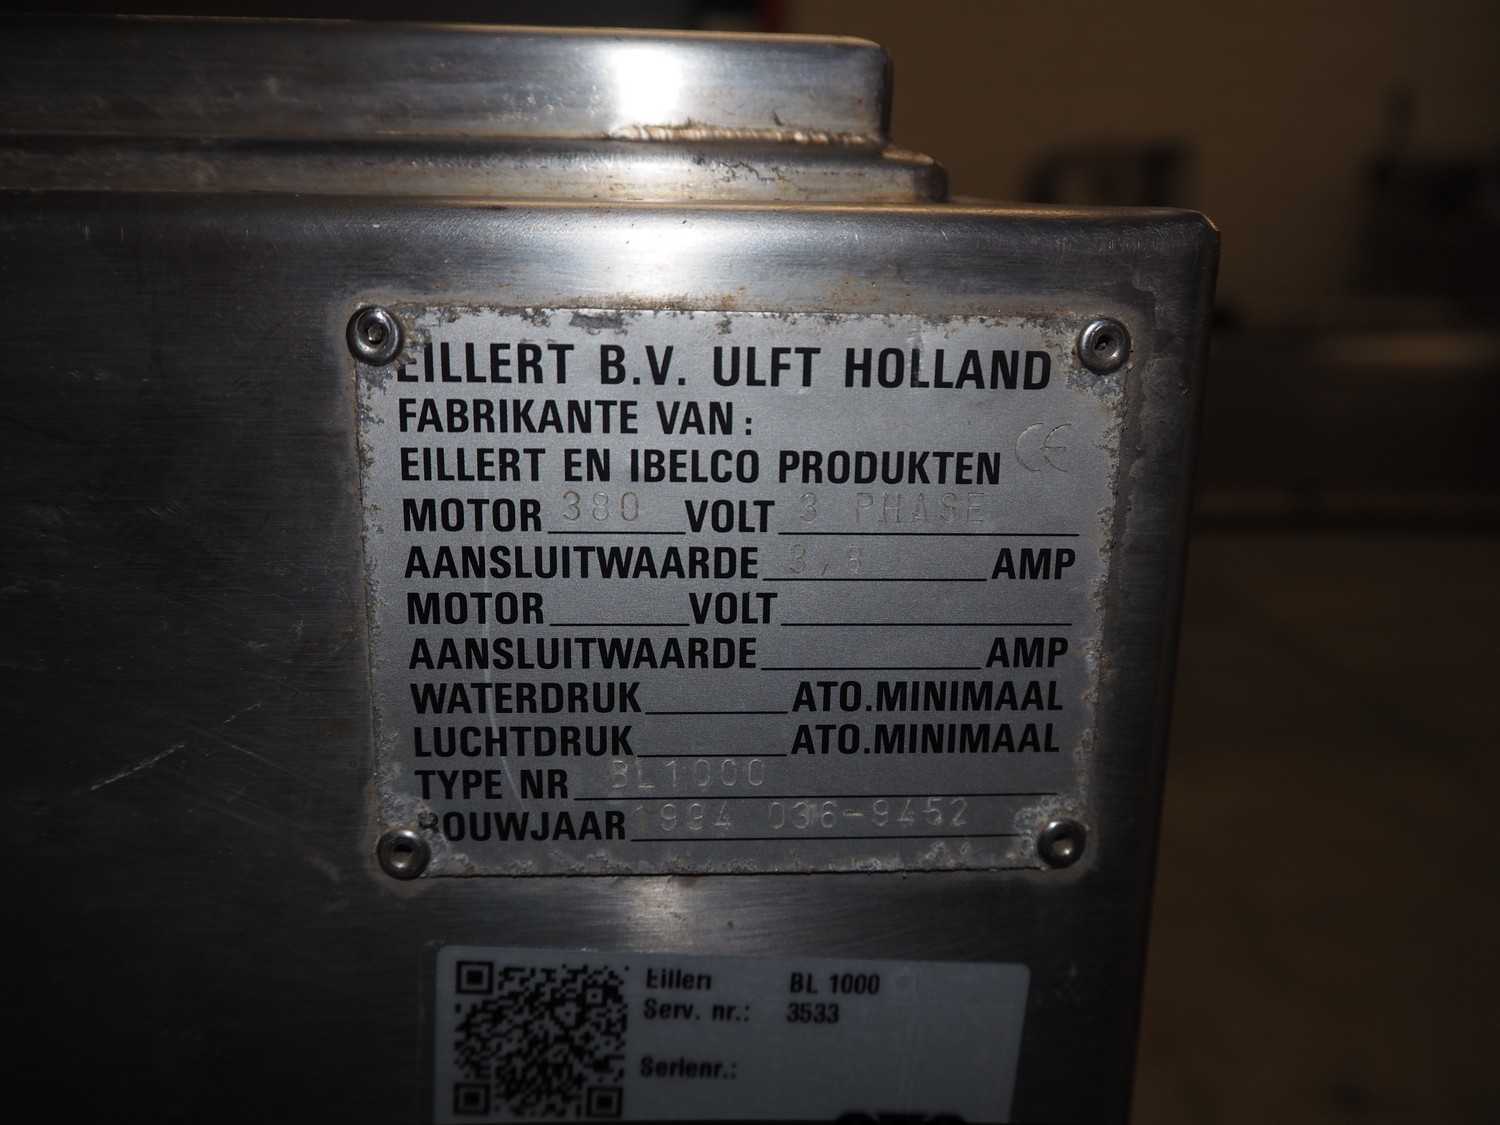 EILLERT B.V. ULFT HOLLAND
FABRIKANTE VAN:
EILLERT EN IBELCO PRODUKTEN CE
MOTOR 380 VOLT 3 PHASE
AANSLUITWAARDE 3,8 AMP
MOTOR VOLT
AANSLUITWAARDE AMP
WATERDRUK ATO.MINIMAAL
LUCHTDRUK ATO.MINIMAAL
TYPE NR BL1000
BOUWJAAR 1994 036-9452
Eillen BL 1000
Serv. nr.: 3533
Serienr.: